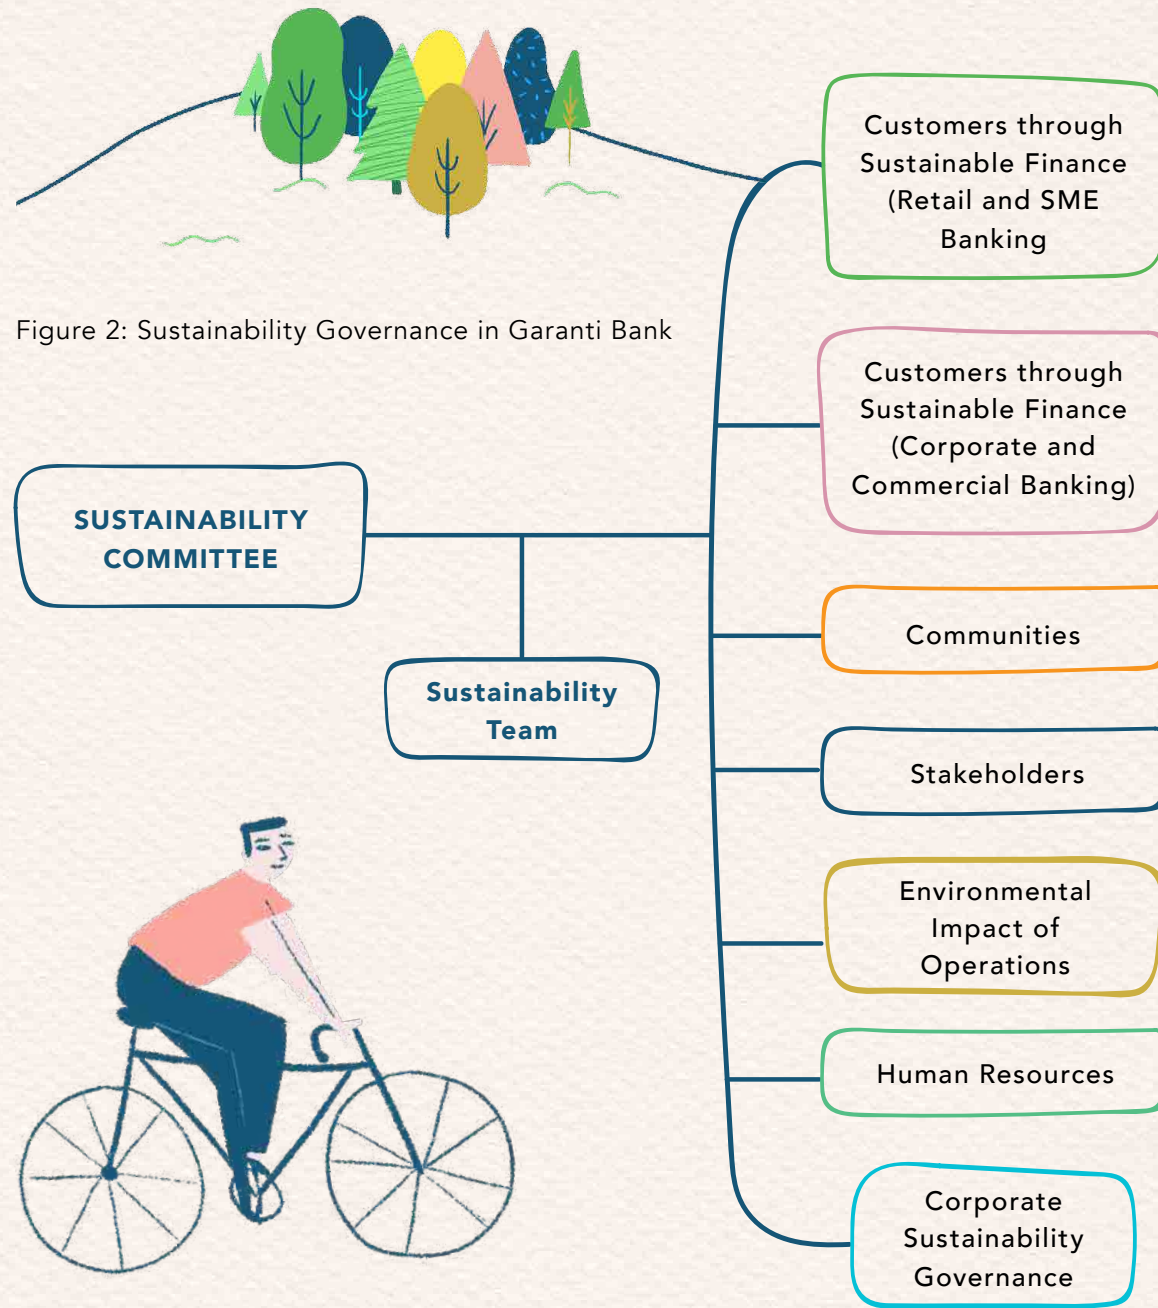 Customers through
Sustainable Finance
(Retail and SME
Banking
Figure 2: Sustainability Governance in Garanti Bank
Customers through
Sustainable Finance
(Corporate and
Commercial Banking)
SUSTAINABILITY
COMMITTEE
Communities
Sustainability
Team
Stakeholders
Environmental
Impact of
Operations
Human Resources
Corporate
Sustainability
Governance